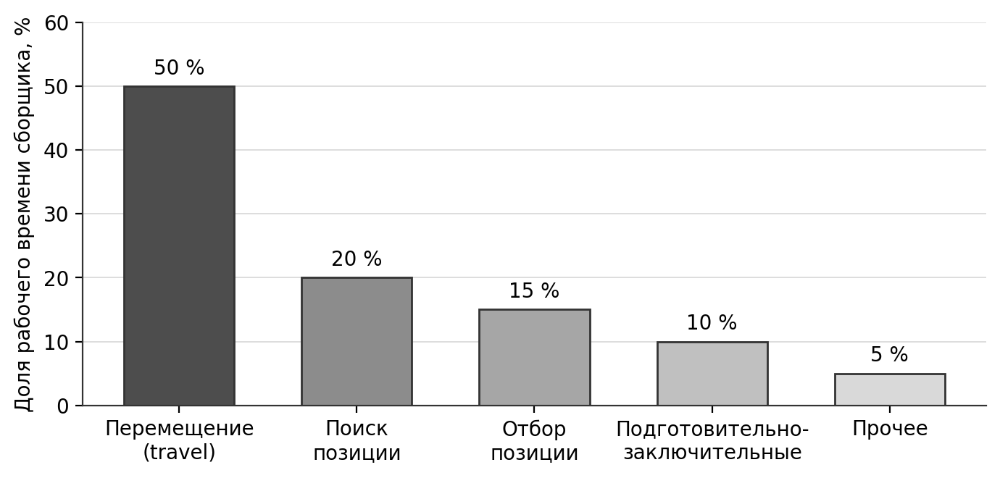 Доля рабочего времени сборщика, %
60
50
40
30
20
10
0
50 %
20 %
15 %
10 %
5 %
Перемещение
(travel)
Поиск
позиции
Отбор
позиции
Подготовительно-
заключительные
Прочее